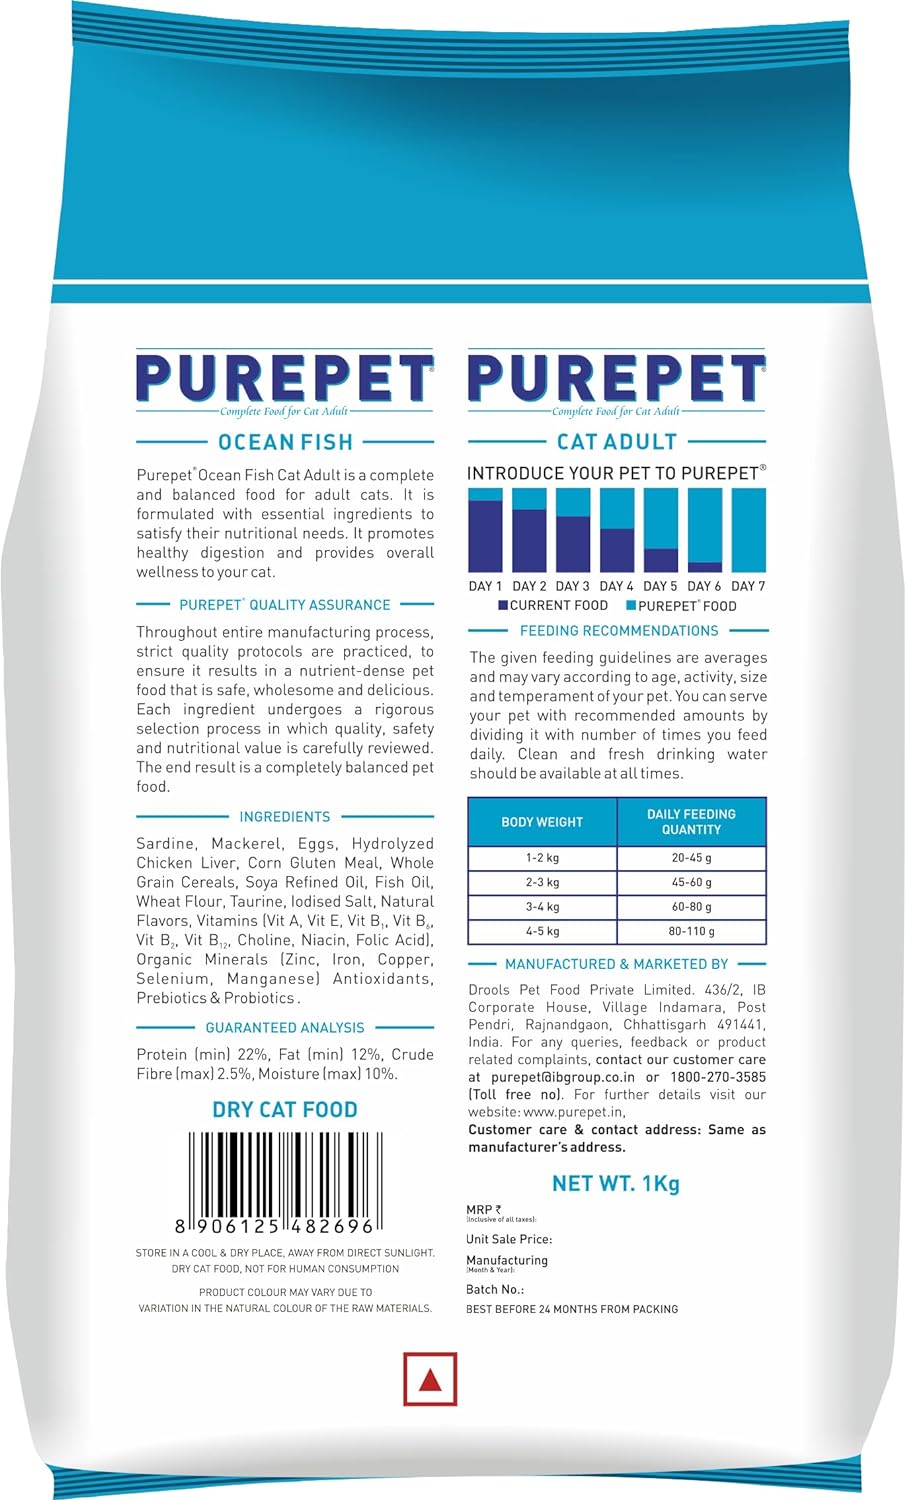 PUREPET®
Complete Food for Cat Adult
OCEAN FISH
Purepet® Ocean Fish Cat Adult is a complete
and balanced food for adult cats. It is
formulated with essential ingredients to
satisfy their nutritional needs. It promotes
healthy digestion and provides overall
wellness to your cat.
PUREPET® QUALITY ASSURANCE
Throughout entire manufacturing process,
strict quality protocols are practiced, to
ensure it results in a nutrient-dense pet
food that is safe, wholesome and delicious.
Each ingredient undergoes a rigorous
selection process in which quality, safety
and nutritional value is carefully reviewed.
The end result is a completely balanced pet
food.
INGREDIENTS
Sardine, Mackerel, Eggs, Hydrolyzed
Chicken Liver, Corn Gluten Meal, Whole
Grain Cereals, Soya Refined Oil, Fish Oil,
Wheat Flour, Taurine, Iodised Salt, Natural
Flavors, Vitamins (Vit A, Vit E, Vit B₁, Vit B₆,
Vit B₂, Vit B₁₂, Choline, Niacin, Folic Acid),
Organic Minerals (Zinc, Iron, Copper,
Selenium, Manganese) Antioxidants,
Prebiotics & Probiotics .
GUARANTEED ANALYSIS
Protein (min) 22%, Fat (min) 12%, Crude
Fibre (max) 2.5%, Moisture (max) 10%.
DRY CAT FOOD
8 906125 482696
STORE IN A COOL & DRY PLACE, AWAY FROM DIRECT SUNLIGHT.
DRY CAT FOOD, NOT FOR HUMAN CONSUMPTION
PRODUCT COLOUR MAY VARY DUE TO
VARIATION IN THE NATURAL COLOUR OF THE RAW MATERIALS.
PUREPET®
Complete Food for Cat Adult
CAT ADULT
INTRODUCE YOUR PET TO PUREPET®
DAY 1 DAY 2 DAY 3 DAY 4 DAY 5 DAY 6 DAY 7
CURRENT FOOD PUREPET® FOOD
FEEDING RECOMMENDATIONS
The given feeding guidelines are averages
and may vary according to age, activity, size
and temperament of your pet. You can serve
your pet with recommended amounts by
dividing it with number of times you feed
daily. Clean and fresh drinking water
should be available at all times.
BODY WEIGHT DAILY FEEDING
QUANTITY
1-2 kg 20-45 g
2-3 kg 45-60 g
3-4 kg 60-80 g
4-5 kg 80-110 g
MANUFACTURED & MARKETED BY
Drools Pet Food Private Limited. 436/2, IB
Corporate House, Village Indamara, Post
Pendri, Rajnandgaon, Chhattisgarh 491441,
India. For any queries, feedback or product
related complaints, contact our customer care
at purepet@ibgroup.co.in or 1800-270-3585
(Toll free no). For further details visit our
website: www.purepet.in,
Customer care & contact address: Same as
manufacturer's address.
NET WT. 1Kg
MRP ₹
(Inclusive of all taxes):
Unit Sale Price:
Manufacturing
(Month & Year):
Batch No.:
BEST BEFORE 24 MONTHS FROM PACKING